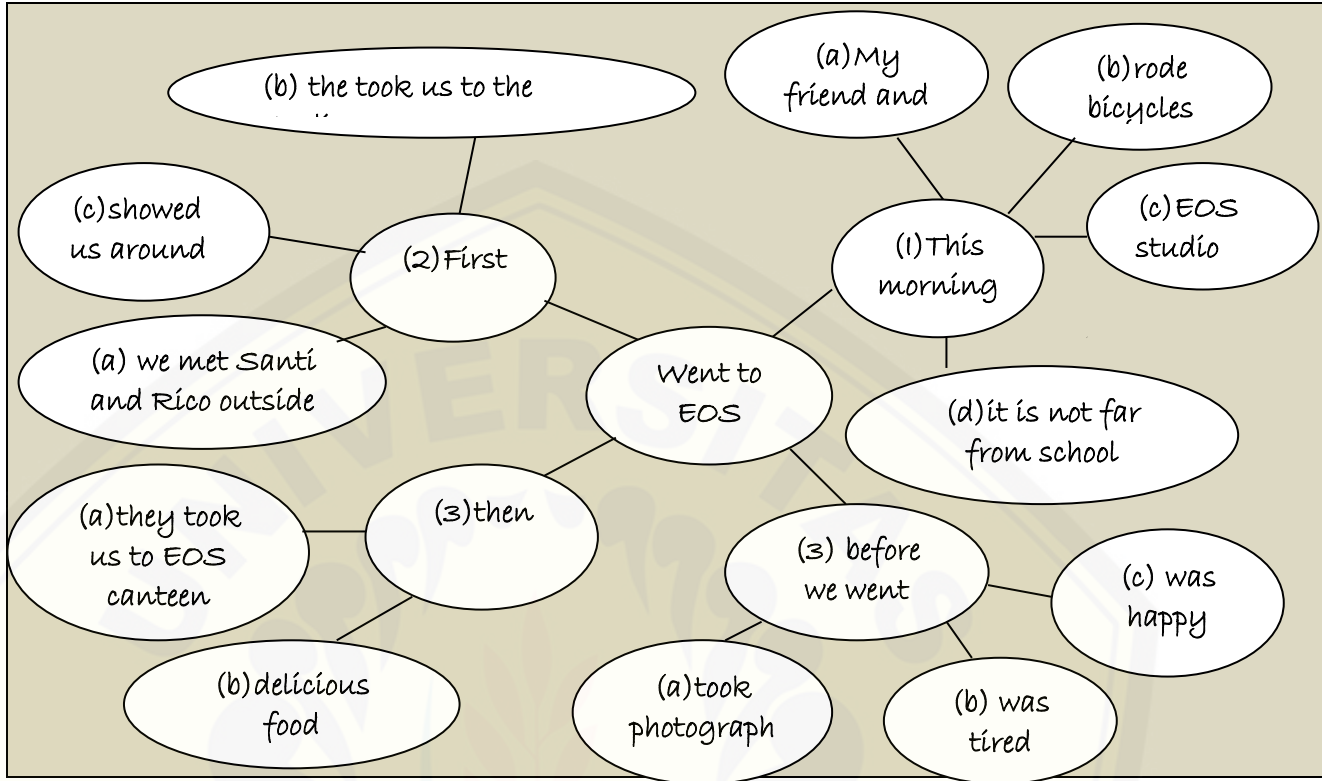 (a)My
friend and
(b)rode
bicycles
(b) the took us to the
(c)showed
us around
(c)EOS
studio
(2)First
(1)This
morning
(a) we met Santi
and Rico outside
Went to
EOS
(d)it is not far
from school
(a)they took
us to EOS
canteen
(3)then
(3) before
we went
(c) was
happy
(b)delicious
food
(a)took
photograph
(b) was
tired
UNIVERSITAS